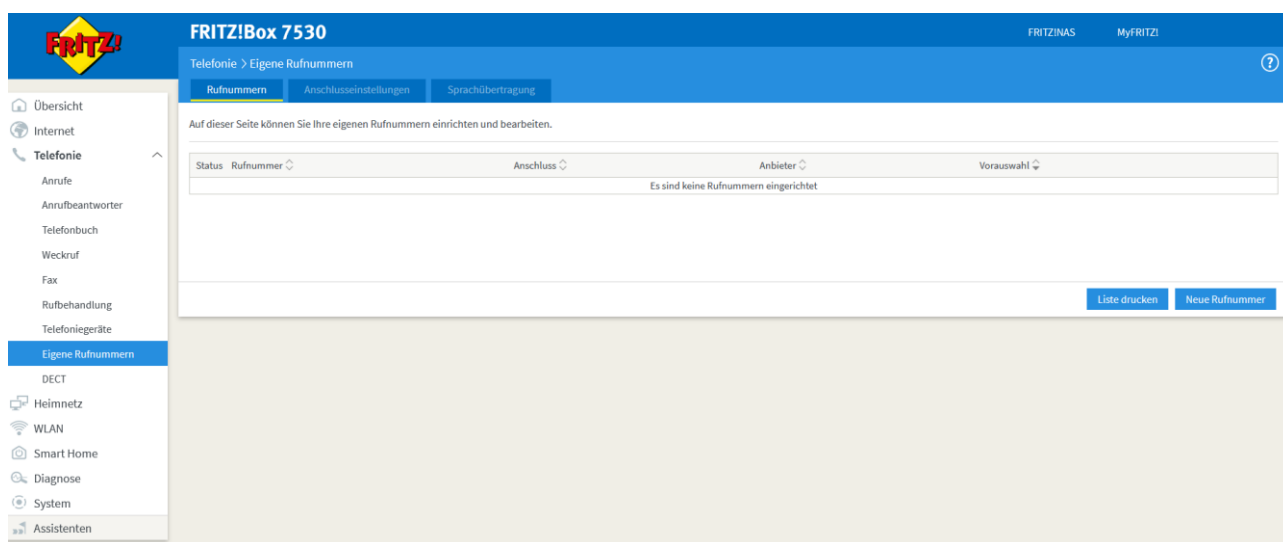 FRITZ!
FRITZ!Box 7530
FRITZ!NAS MyFRITZ!
Telefonie > Eigene Rufnummern ?
Rufnummern Anschlusseinstellungen Sprachübertragung
Übersicht
Internet
Telefonie
Anrufe
Anrufbeantworter
Telefonbuch
Weckruf
Fax
Rufbehandlung
Telefoniegeräte
Eigene Rufnummern
DECT
Heimnetz
WLAN
Smart Home
Diagnose
System
Assistenten
Auf dieser Seite können Sie Ihre eigenen Rufnummern einrichten und bearbeiten.
Status Rufnummer Anschluss Anbieter Vorauswahl
Es sind keine Rufnummern eingerichtet
Liste drucken Neue Rufnummer